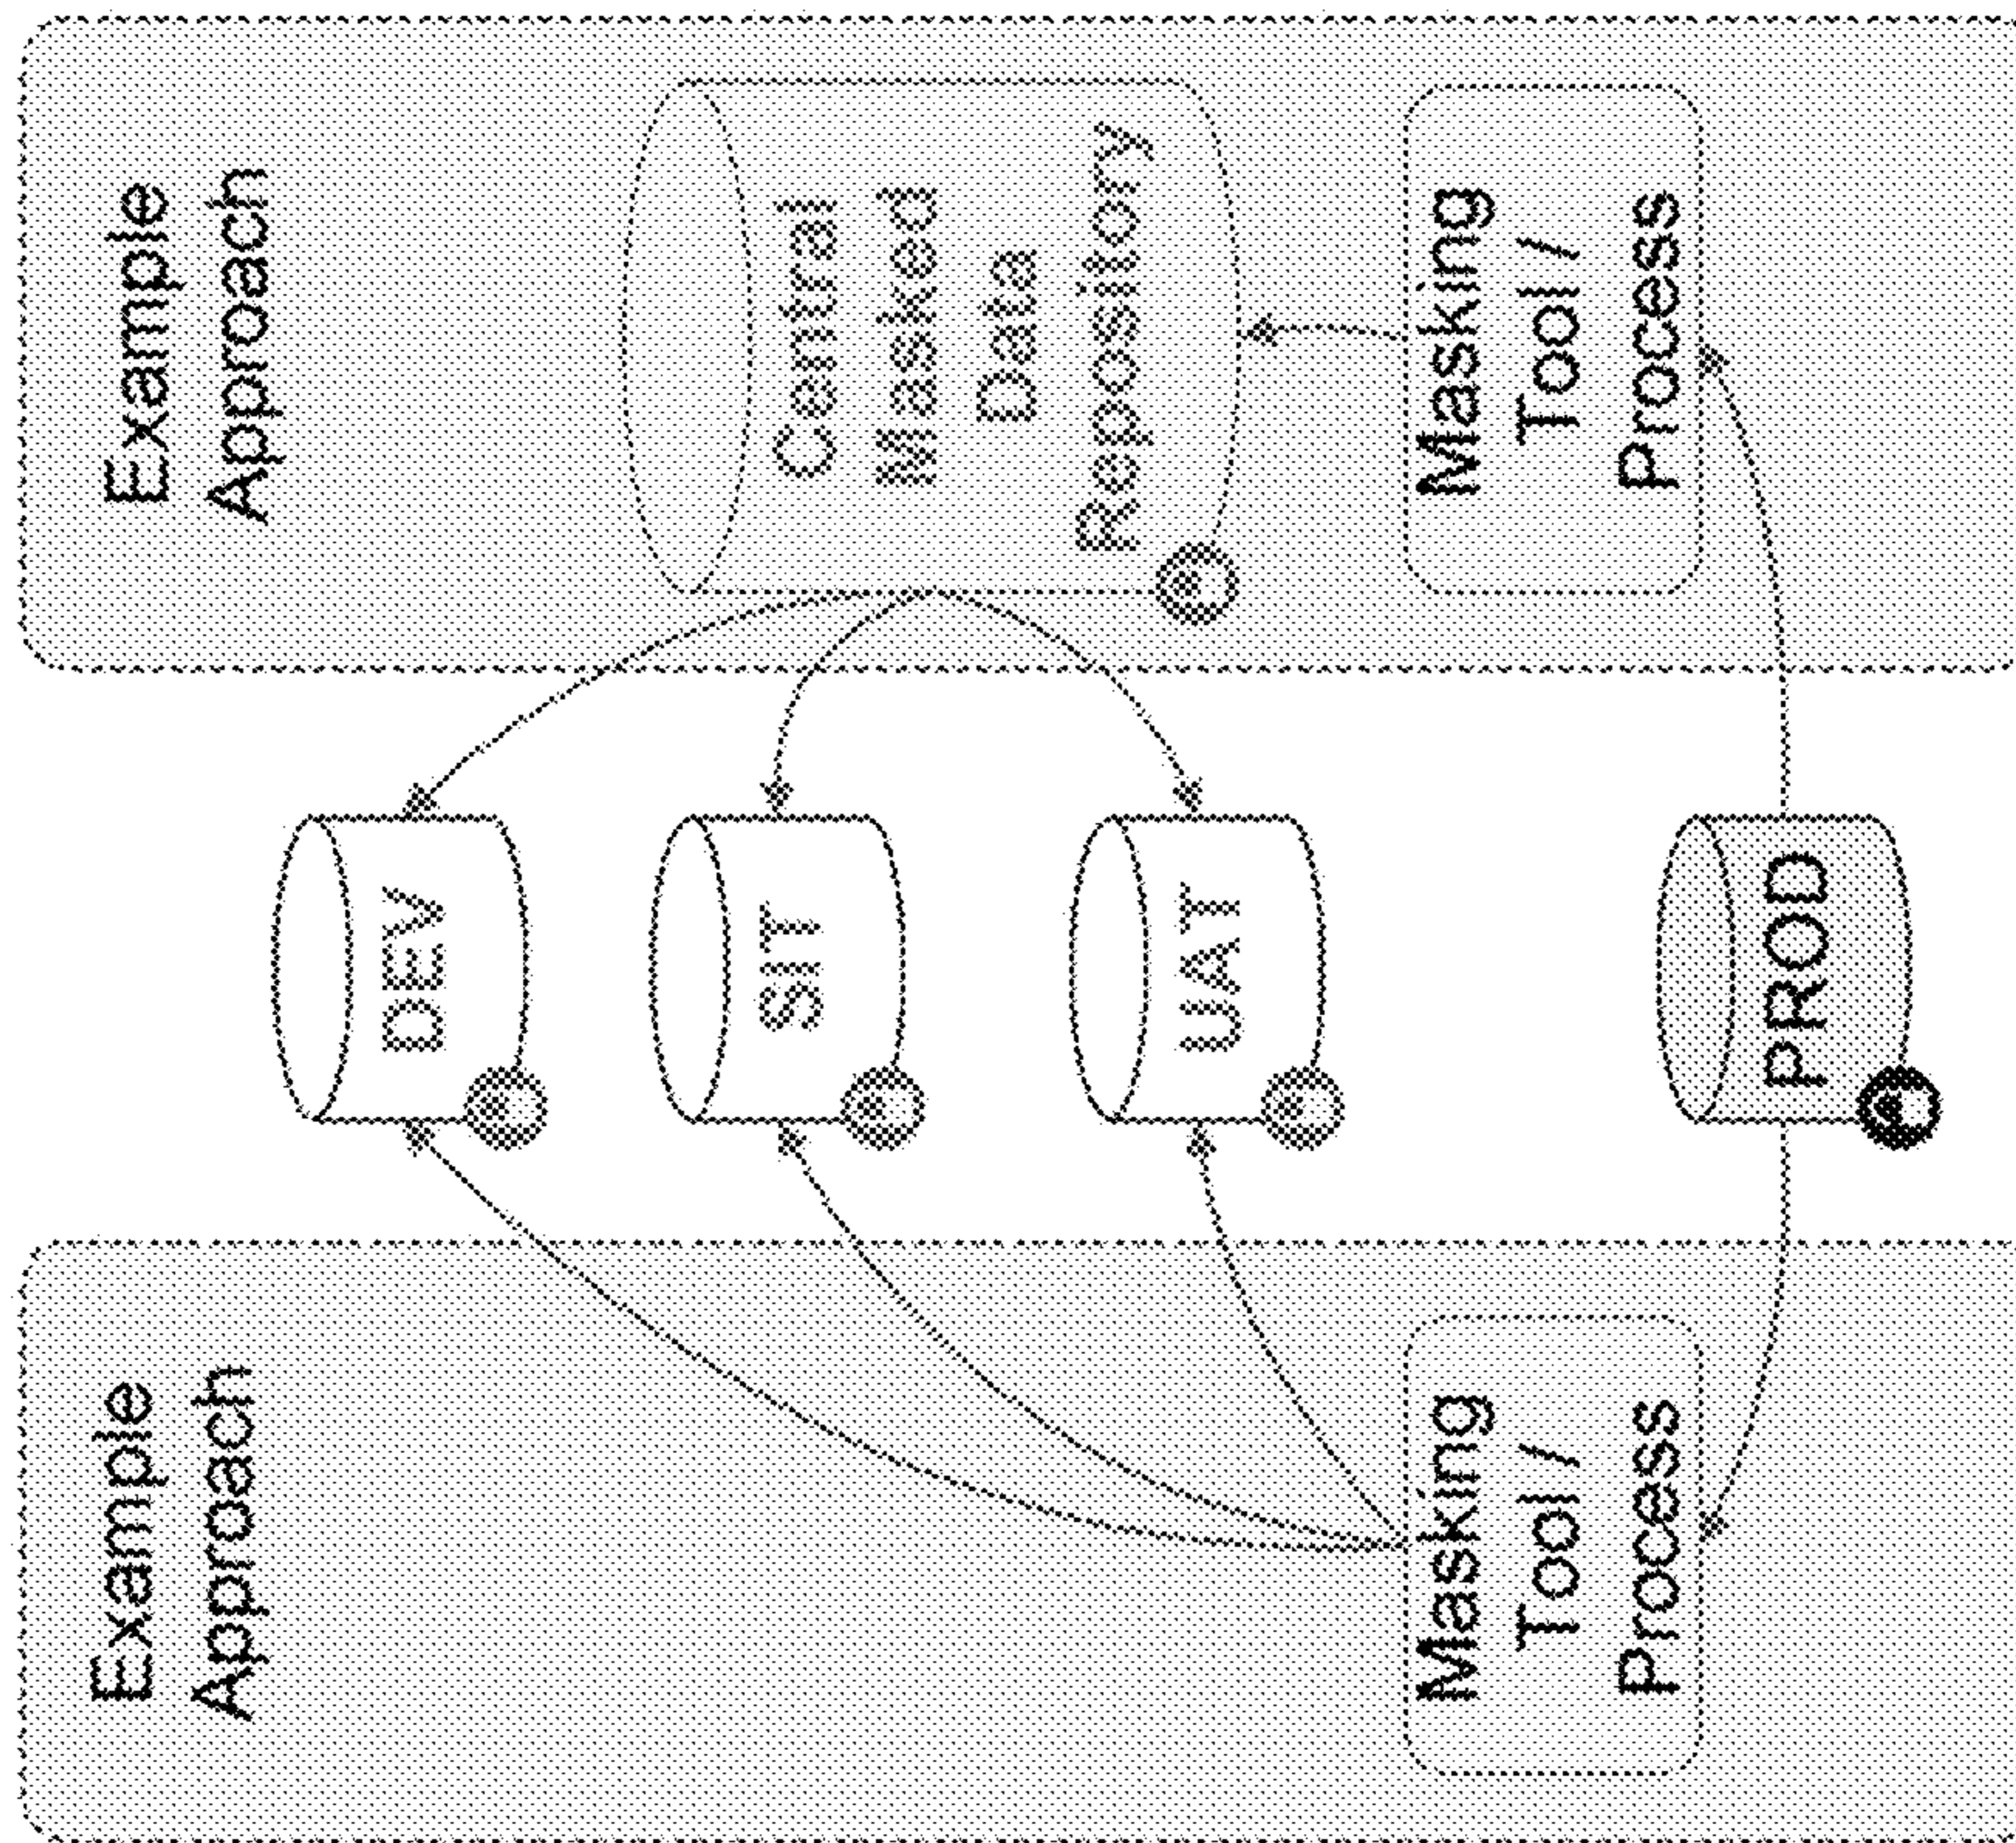 Example
Approach
Masking
Tool /
Process
DEV
SIT
UAT
PROD
Example
Approach
Central
Masked
Data
Repository
Masking
Tool /
Process